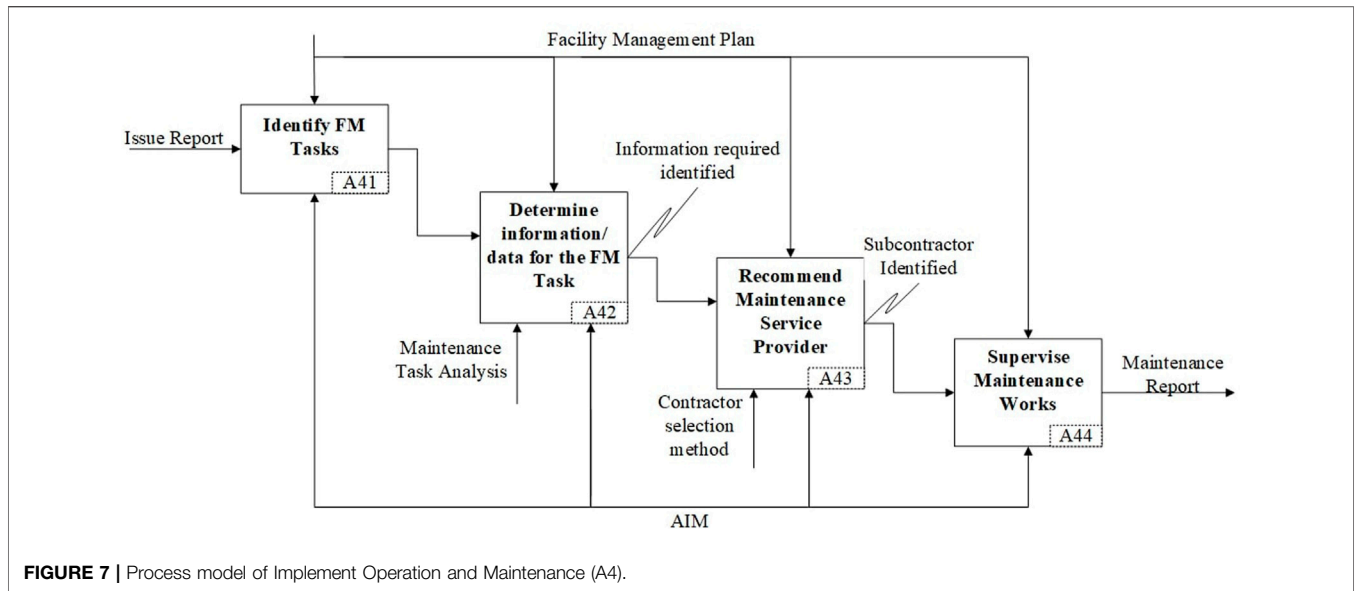 Facility Management Plan
Issue Report
Identify FM
Tasks
A41
Information required
identified
Determine
information/
data for the FM
Task
A42
Maintenance
Task Analysis
Subcontractor
Identified
Recommend
Maintenance
Service
Provider
A43
Contractor
selection
method
Supervise
Maintenance
Works
A44
Maintenance
Report
AIM
FIGURE 7 | Process model of Implement Operation and Maintenance (A4).